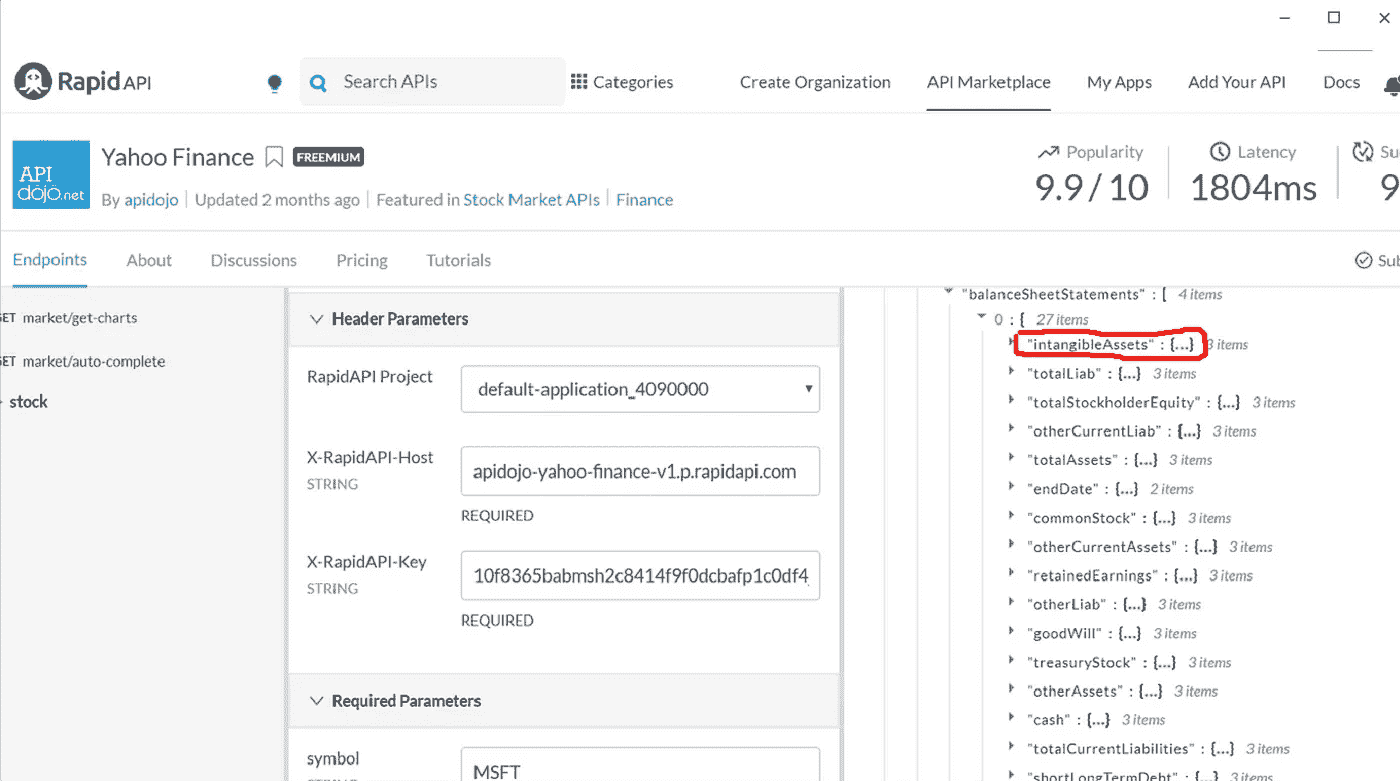 Rapid API
Search APIs
Categories
Create Organization
API Marketplace
My Apps
Add Your API
Docs
API
dojo.net
Yahoo Finance
FREEMIUM
By apidojo
Updated 2 months ago
Featured in Stock Market APIs
Finance
Popularity
9.9/10
Latency
1804ms
Su
9
Endpoints
About
Discussions
Pricing
Tutorials
Sub
GET market/get-charts
GET market/auto-complete
stock
Header Parameters
RapidAPI Project
default-application_4090000
X-RapidAPI-Host
STRING
apidojo-yahoo-finance-v1.p.rapidapi.com
REQUIRED
X-RapidAPI-Key
STRING
10f8365babmsh2c8414f9f0dcbafp1c0df4
REQUIRED
Required Parameters
symbol
MSFT
"balanceSheetStatements" : [ 4 items
0 : { 27 items
"intangibleAssets" : {...} 3 items
"totalLiab" : {...} 3 items
"totalStockholderEquity" : {...} 3 items
"otherCurrentLiab" : {...} 3 items
"totalAssets" : {...} 3 items
"endDate" : {...} 2 items
"commonStock" : {...} 3 items
"otherCurrentAssets" : {...} 3 items
"retainedEarnings" : {...} 3 items
"otherLiab" : {...} 3 items
"goodWill" : {...} 3 items
"treasuryStock" : {...} 3 items
"otherAssets" : {...} 3 items
"cash" : {...} 3 items
"totalCurrentLiabilities" : {...} 3 items
"shortLongTermDebt" : {...} 3 items